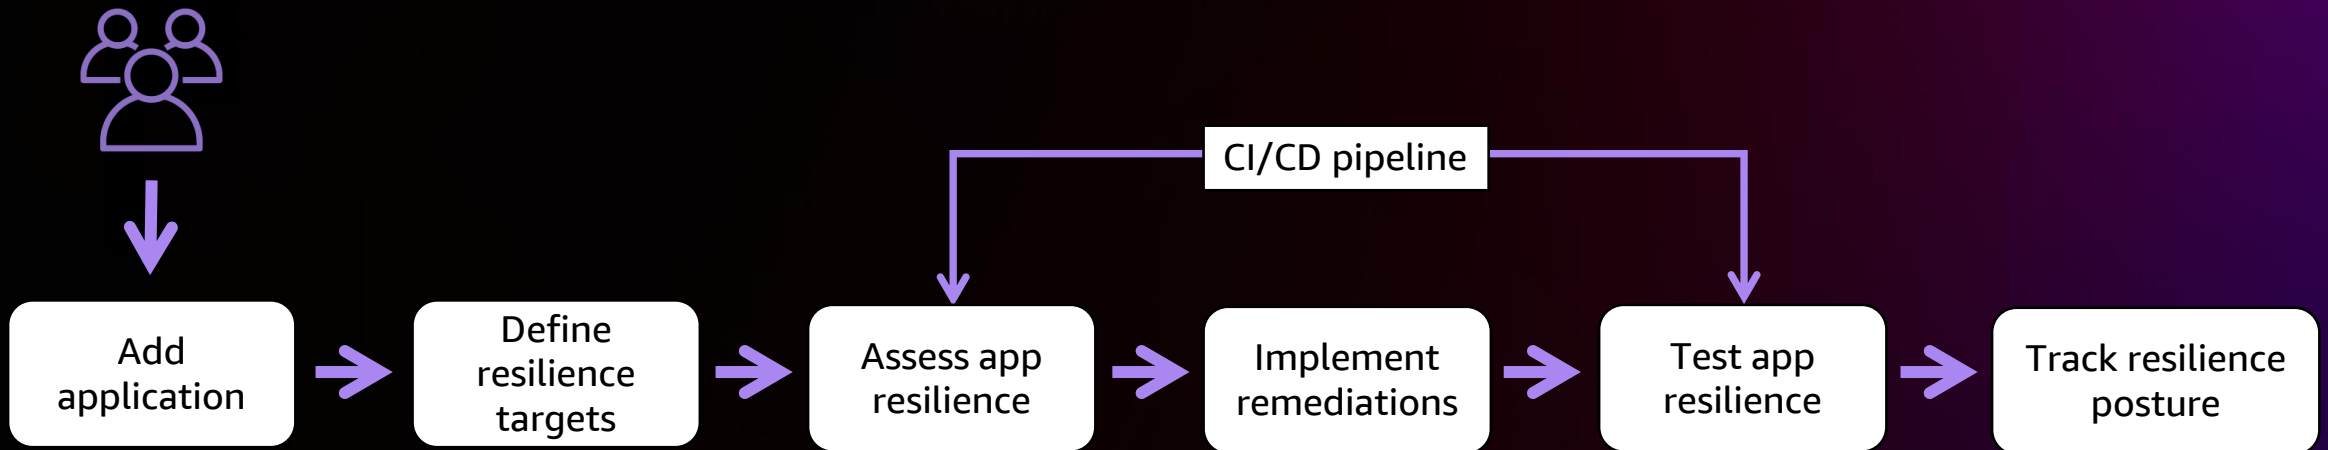 CI/CD pipeline
Add
application
Define
resilience
targets
Assess app
resilience
Implement
remediations
Test app
resilience
Track resilience
posture